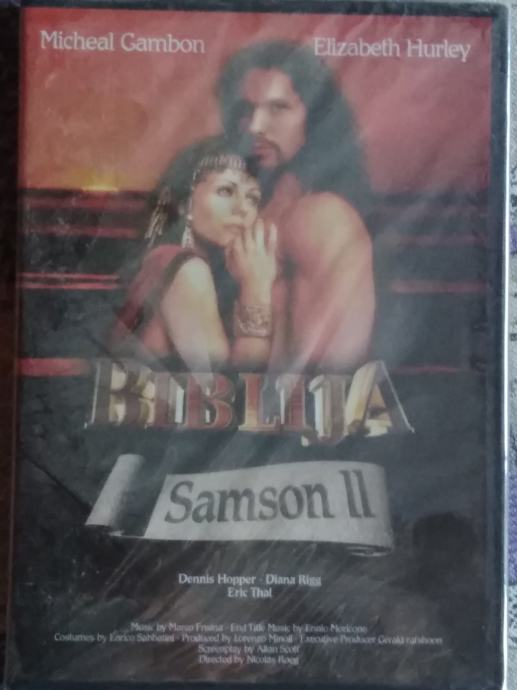 Micheal Gambon
Elizabeth Hurley
BIBLIJA
Samson II
Dennis Hopper · Diana Rigg
Eric Thal
Music by Marco Frisina · End Title Music by Ennio Moricone
Costumes by Enrico Sabbatini · Produced by Lorenzo Minoli · Executive Producer Gerald rafshoon
Screenplay by Allan Scott
Directed by Nicolas Roeg